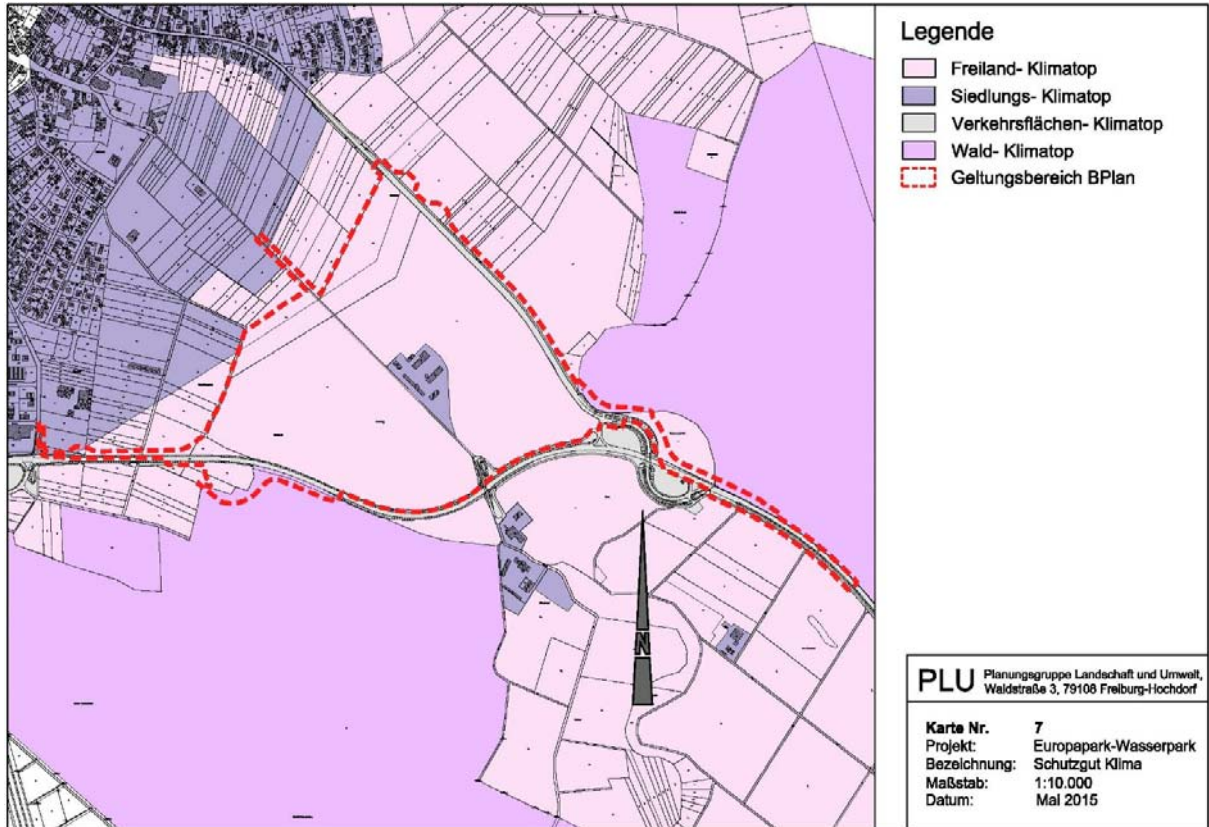 Legende
Freiland- Klimatop
Siedlungs- Klimatop
Verkehrsflächen- Klimatop
Wald- Klimatop
Geltungsbereich BPlan
N
PLU Planungsgruppe Landschaft und Umwelt,
Waldstraße 3, 79108 Freiburg-Hochdorf
Karte Nr. 7
Projekt: Europapark-Wasserpark
Bezeichnung: Schutzgut Klima
Maßstab: 1:10.000
Datum: Mai 2015